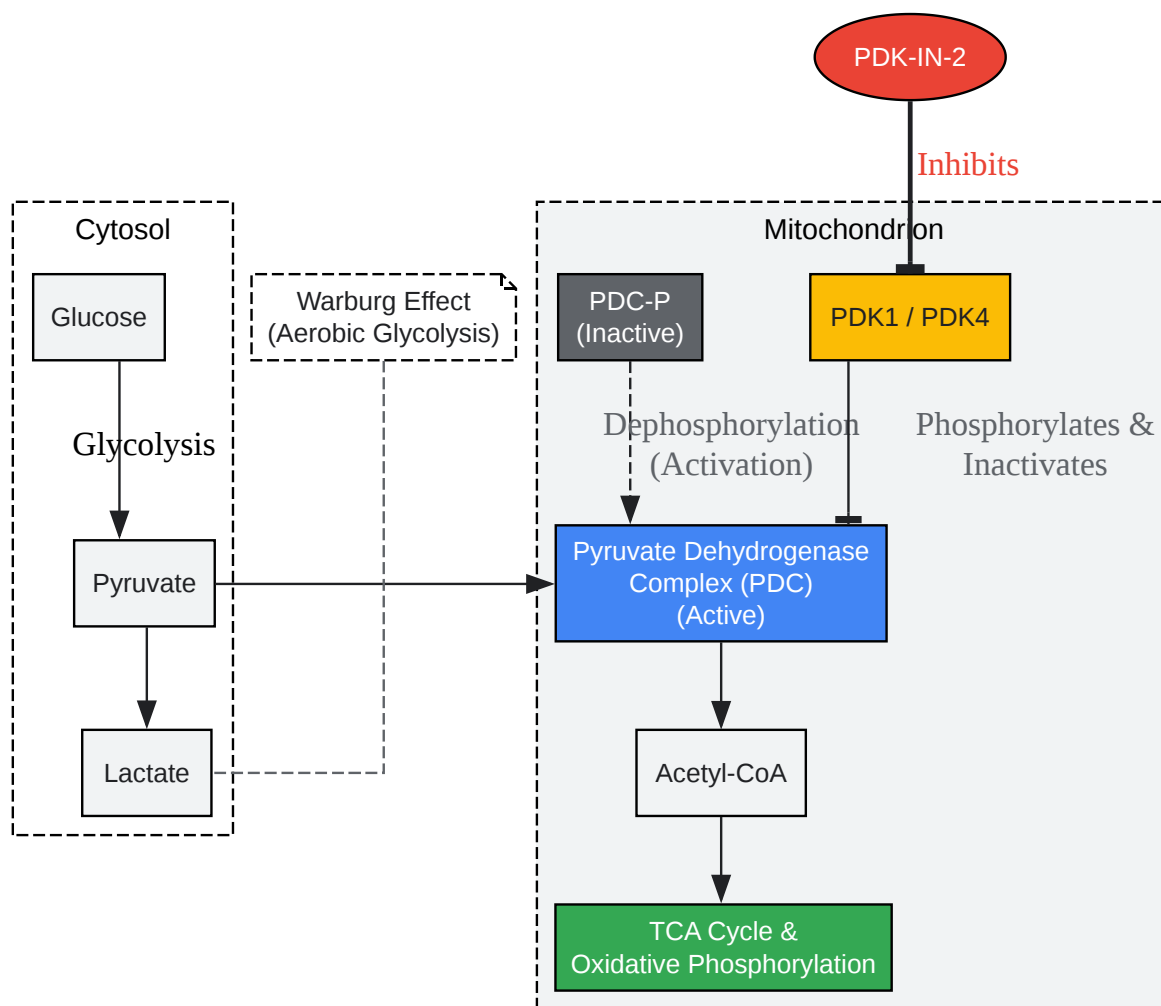 PDK-IN-2
Inhibits
Cytosol
Mitochondrion
Glucose
Warburg Effect
(Aerobic Glycolysis)
PDC-P
(Inactive)
PDK1 / PDK4
Glycolysis
Dephosphorylation
(Activation)
Phosphorylates &
Inactivates
Pyruvate
Pyruvate Dehydrogenase
Complex (PDC)
(Active)
Lactate
Acetyl-CoA
TCA Cycle &
Oxidative Phosphorylation